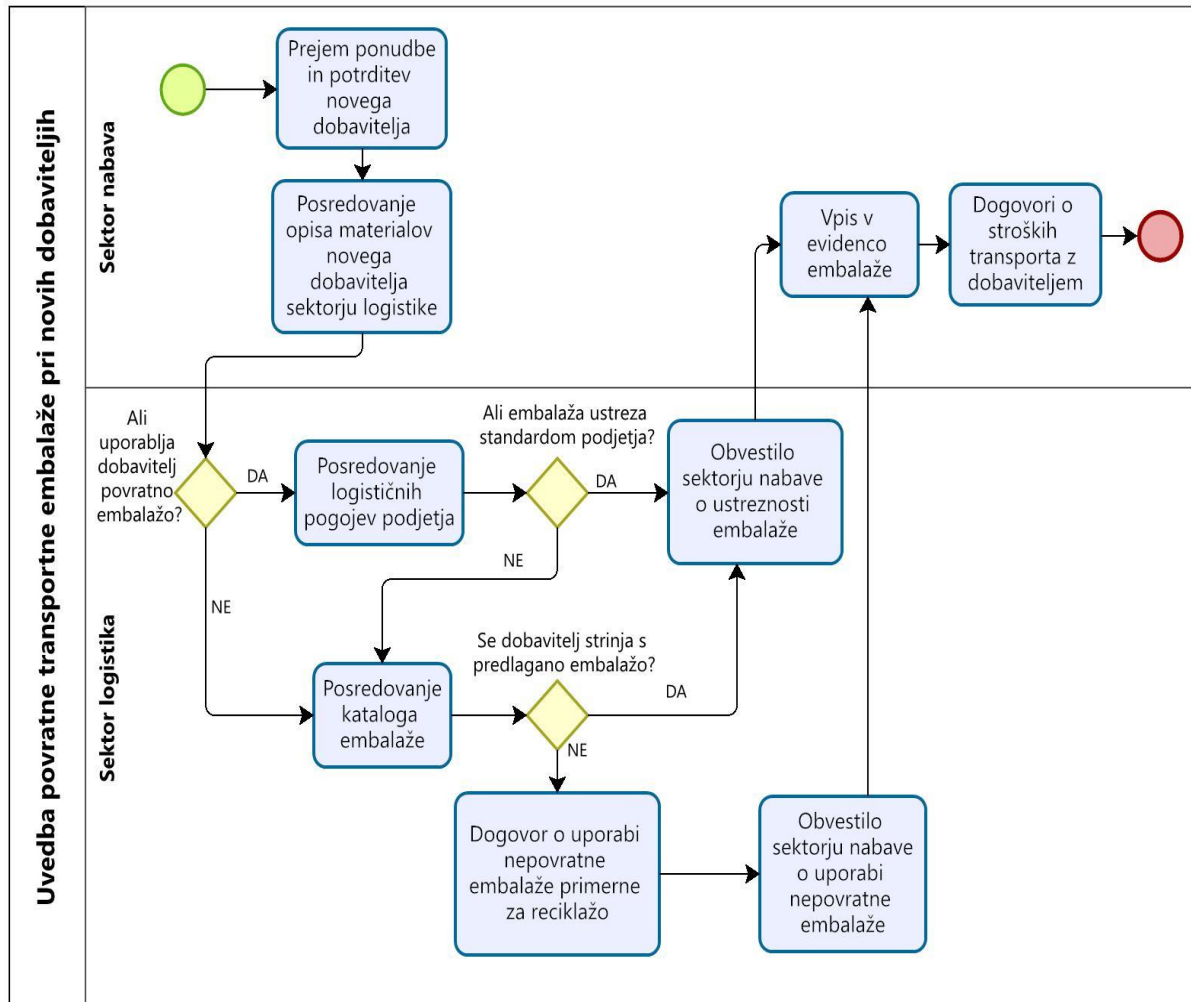 Uvedba povratne transportne embalaže pri novih dobaviteljih
Sektor nabava
Prejem ponudbe
in potrditev
novega
dobavitelja
Posredovanje
opisa materialov
novega
dobavitelja
sektorju logistike
Vpis v
evidenco
embalaže
Dogovori o
stroških
transporta z
dobaviteljem
Sektor logistika
Ali
uporablja
dobavitelj
povratno
embalažo?
DA
Posredovanje
logističnih
pogojev podjetja
Ali embalaža ustreza
standardom podjetja?
DA
Obvestilo
sektorju nabave
o ustreznosti
embalaže
NE
NE
Posredovanje
kataloga
embalaže
Se dobavitelj strinja s
predlagano embalažo?
DA
NE
Dogovor o uporabi
nepovratne
embalaže primerne
za reciklažo
Obvestilo
sektorju nabave
o uporabi
nepovratne
embalaže